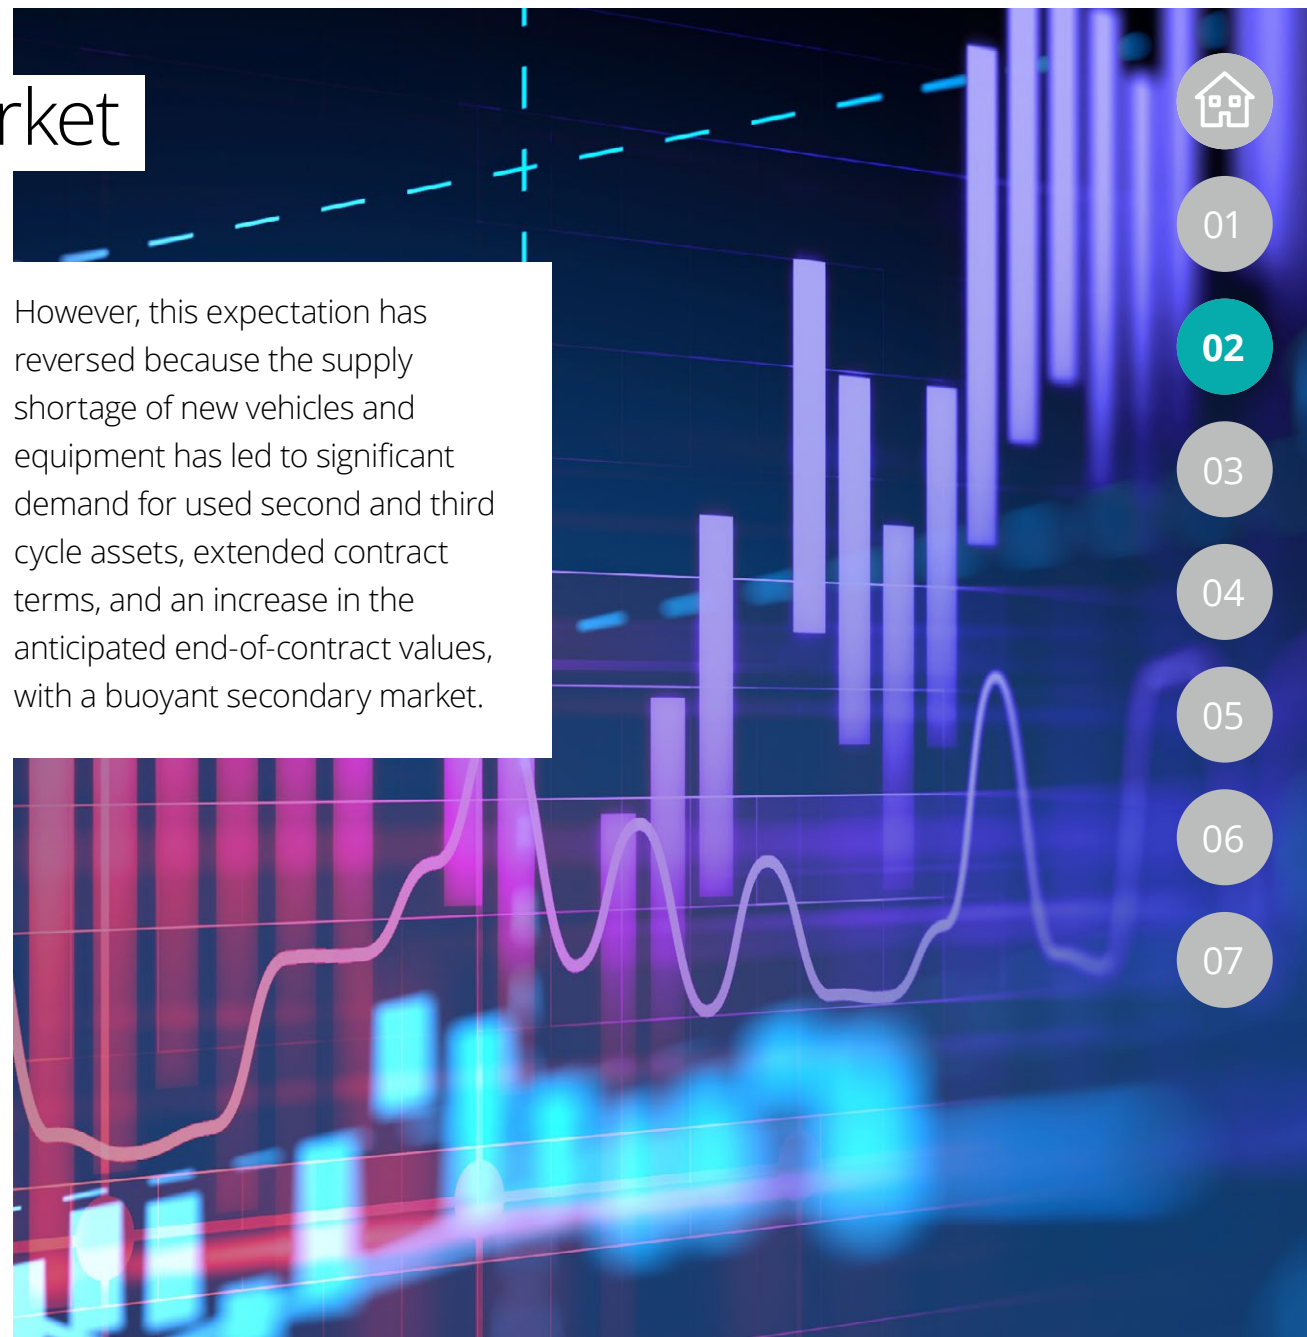 rket
However, this expectation has
reversed because the supply
shortage of new vehicles and
equipment has led to significant
demand for used second and third
cycle assets, extended contract
terms, and an increase in the
anticipated end-of-contract values,
with a buoyant secondary market.
01
02
03
04
05
06
07